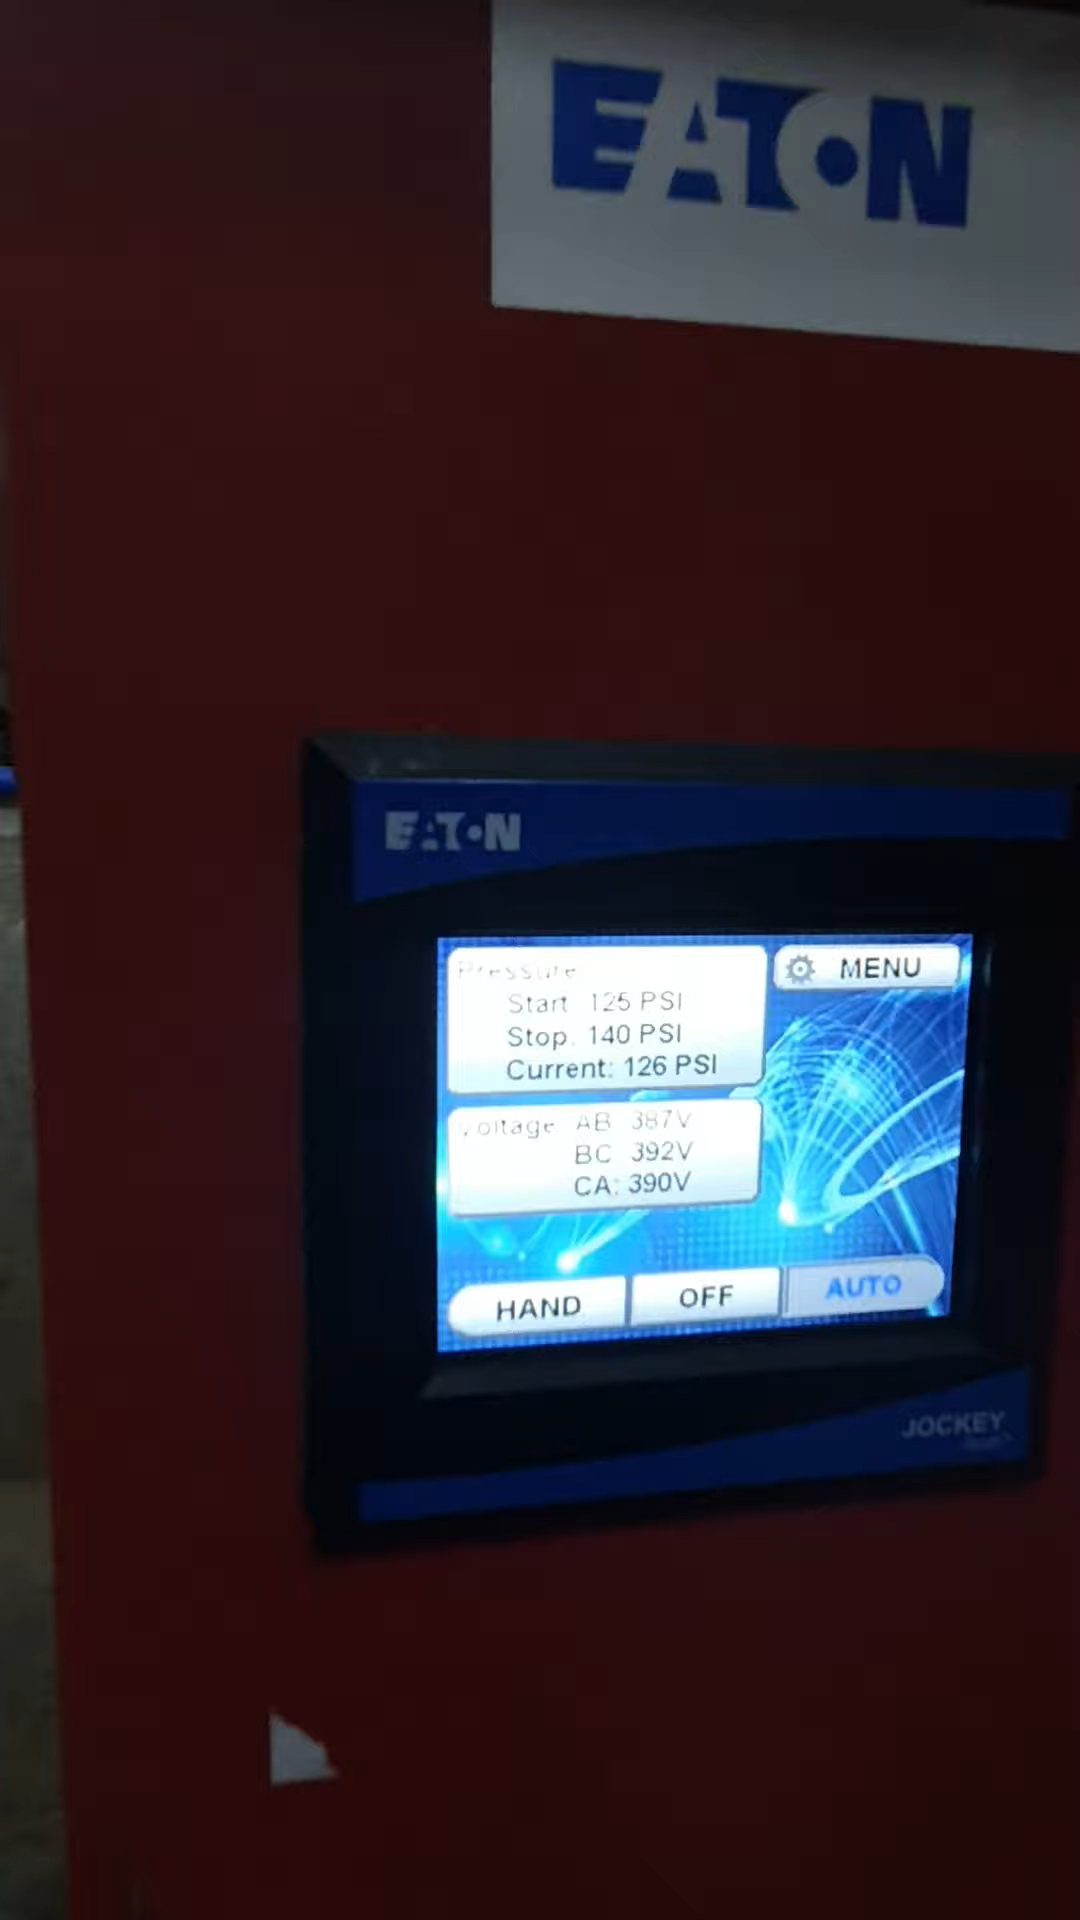 EATON
EATON
Pressure
MENU
Start 125 PSI
Stop: 140 PSI
Current: 126 PSI
Voltage AB 387V
BC 392V
CA: 390V
HAND
OFF
AUTO
JOCKEY